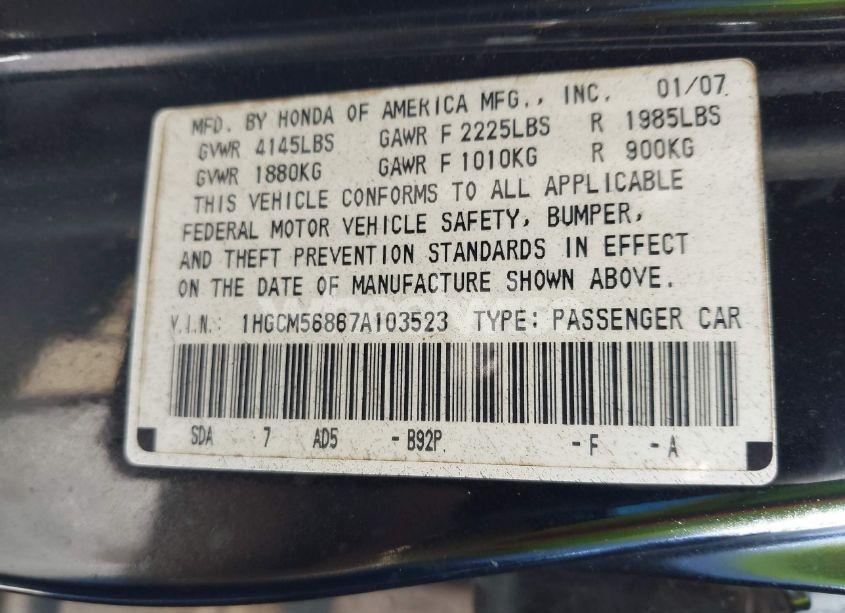 MFD. BY HONDA OF AMERICA MFG., INC. 01/07
GVWR 4145LBS GAWR F 2225LBS R 1985LBS
GVWR 1880KG GAWR F 1010KG R 900KG
THIS VEHICLE CONFORMS TO ALL APPLICABLE
FEDERAL MOTOR VEHICLE SAFETY, BUMPER,
AND THEFT PREVENTION STANDARDS IN EFFECT
ON THE DATE OF MANUFACTURE SHOWN ABOVE.
V.I.N.: 1HGCM56867A103523 TYPE: PASSENGER CAR
SDA 7 AD5 -B92P -F -A